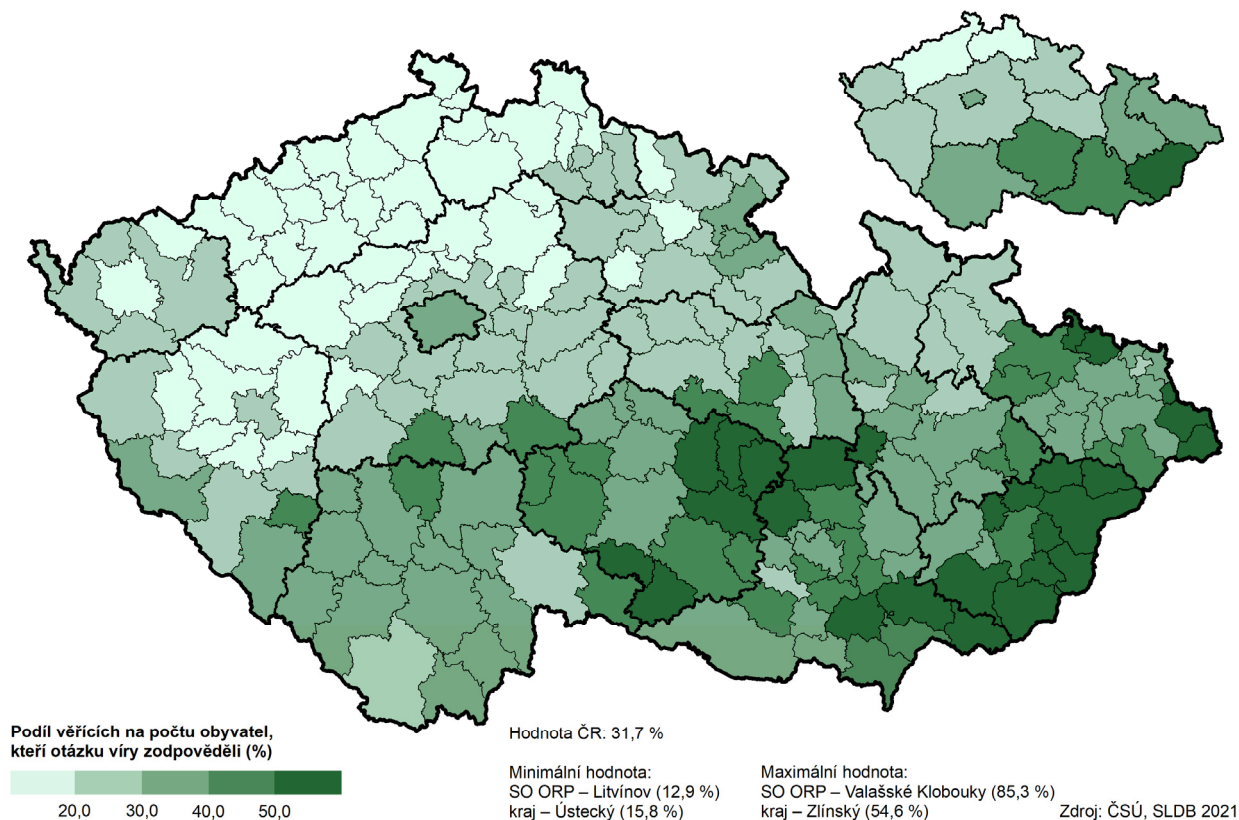 Podíl věřících na počtu obyvatel,
kteří otázku víry zodpověděli (%)
20,0 30,0 40,0 50,0
Hodnota ČR: 31,7 %
Minimální hodnota:
SO ORP – Litvínov (12,9 %)
kraj – Ústecký (15,8 %)
Maximální hodnota:
SO ORP – Valašské Klobouky (85,3 %)
kraj – Zlínský (54,6 %)
Zdroj: ČSÚ, SLDB 2021